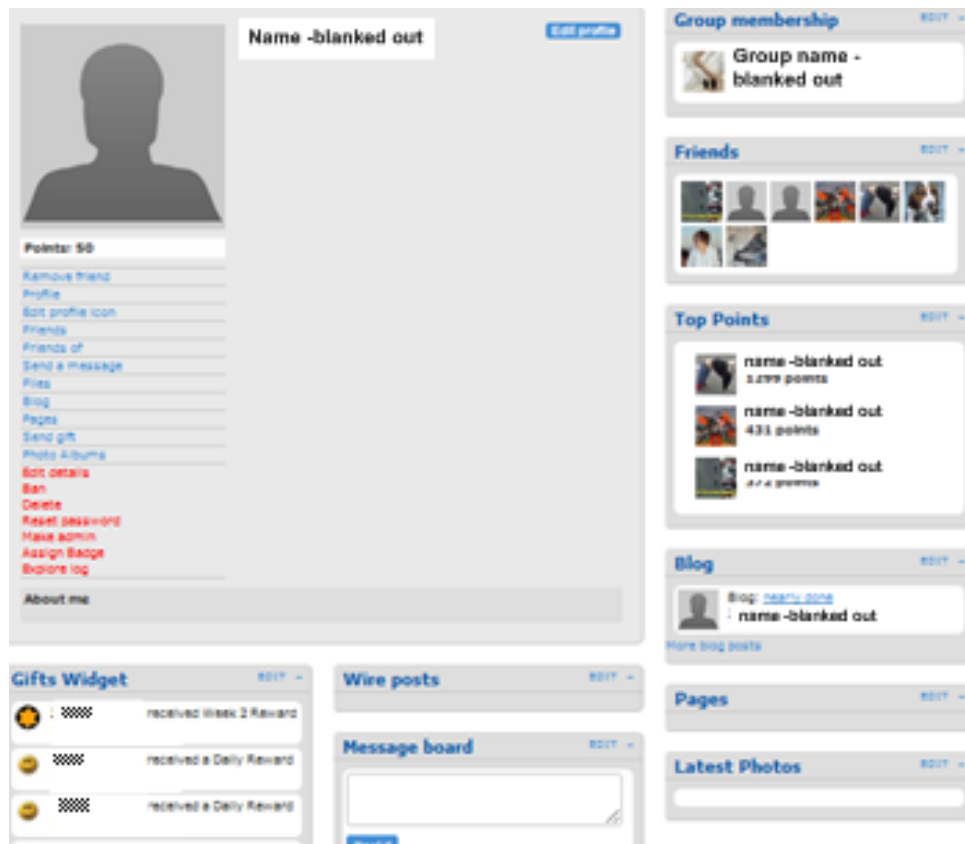 Name -blanked out
Edit profile
Points: 50
Remove friend
Profile
Edit profile icon
Friends
Friends of
Send a message
Files
Blog
Pages
Send gift
Photo Albums
Edit details
Ban
Delete
Reset password
Make admin
Assign Badge
Explore log
About me
Gifts Widget
EDIT
received Week 2 Reward
received a Daily Reward
received a Daily Reward
Wire posts
EDIT
Message board
EDIT
Group membership
EDIT
Group name -
blanked out
Friends
EDIT
Top Points
EDIT
name -blanked out
1299 points
name -blanked out
431 points
name -blanked out
points
Blog
EDIT
Blog: nearly done
name -blanked out
More blog posts
Pages
EDIT
Latest Photos
EDIT